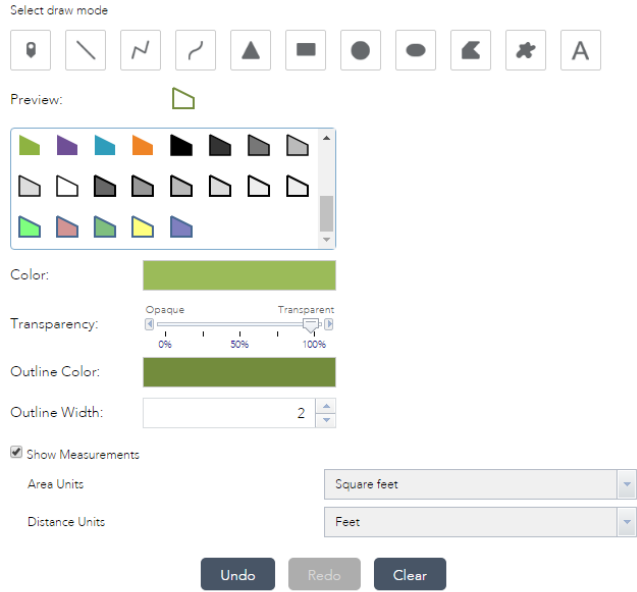 Select draw mode
A
Preview:
Color:
Opaque Transparent
Transparency:
0% 50% 100%
Outline Color:
Outline Width: 2
Show Measurements
Area Units Square feet
Distance Units Feet
Undo Redo Clear